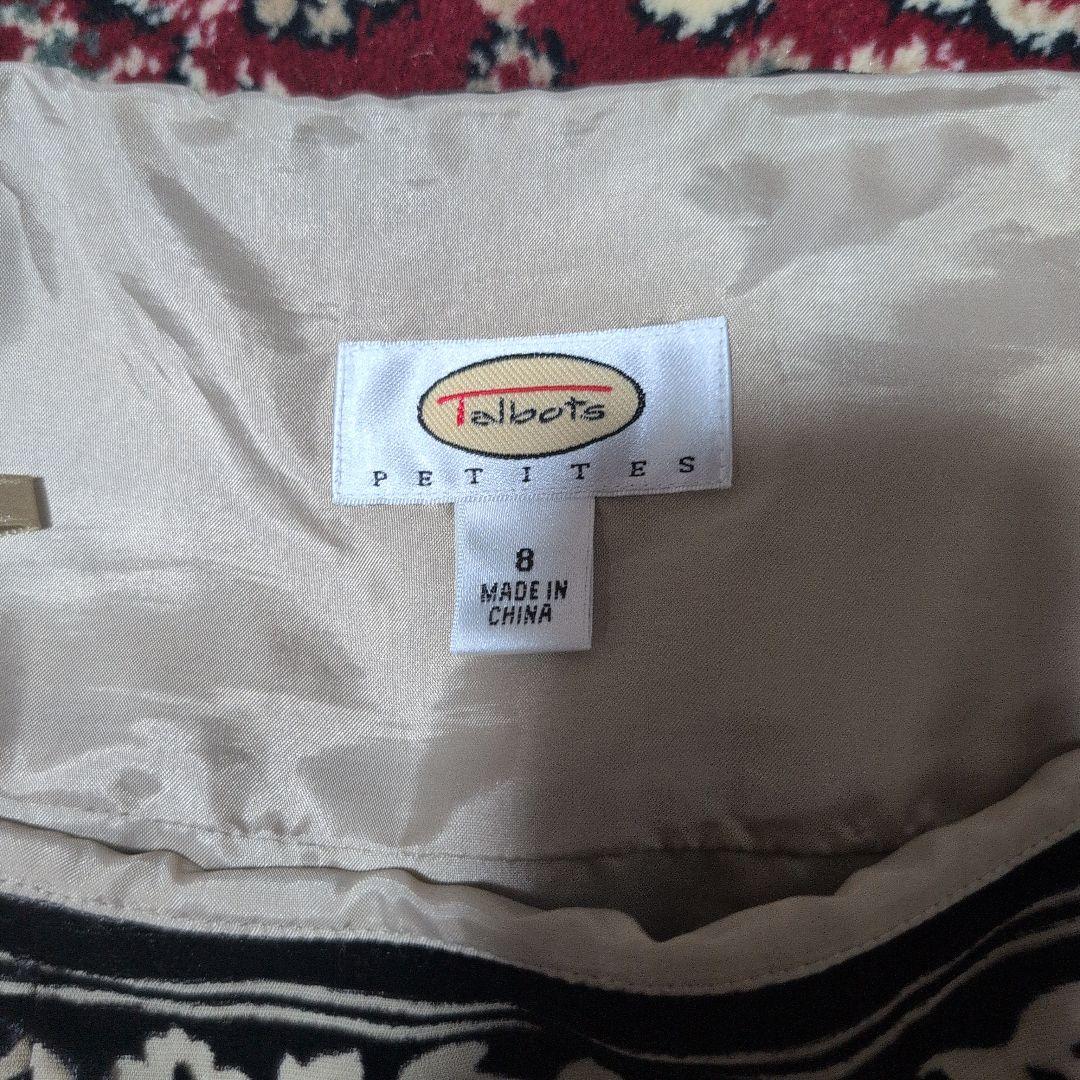 Talbots
PETITES
8
MADE IN
CHINA